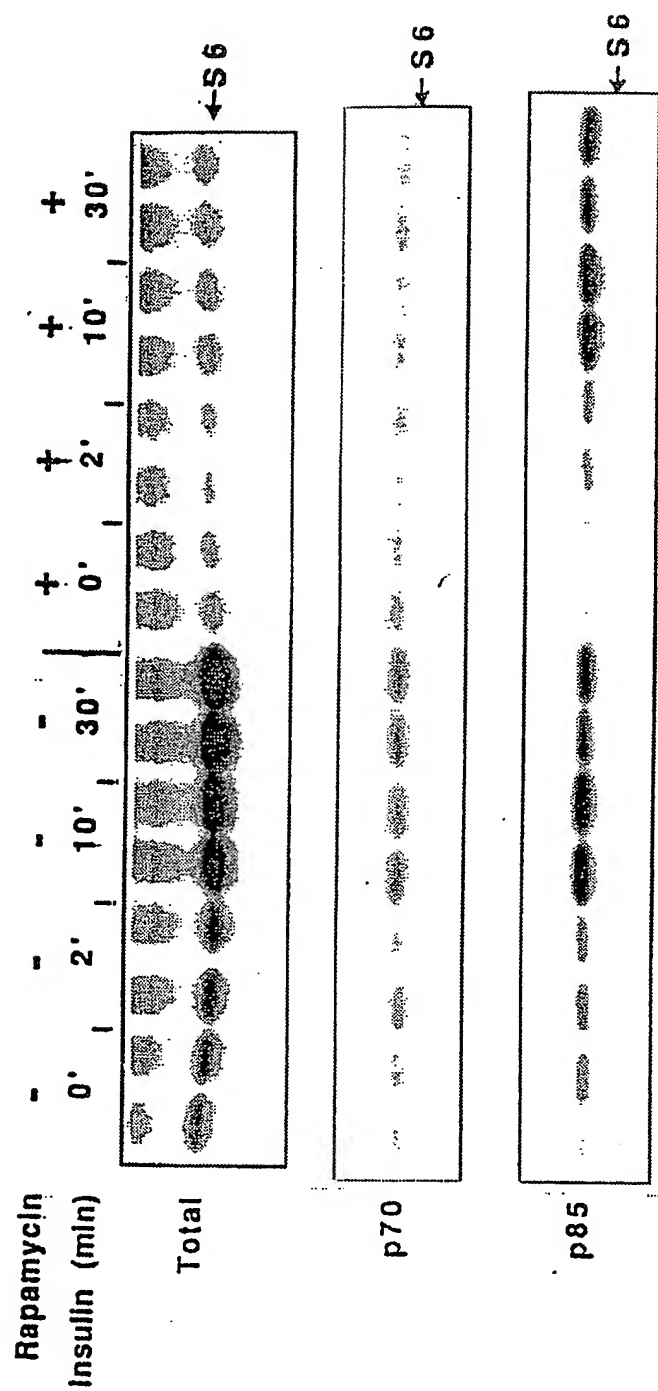 Rapamycin - - - - + + + +
Insulin (min) 0' 2' 10' 30' 0' 2' 10' 30'
Total ←S6
p70 ←S6
p85 ←S6